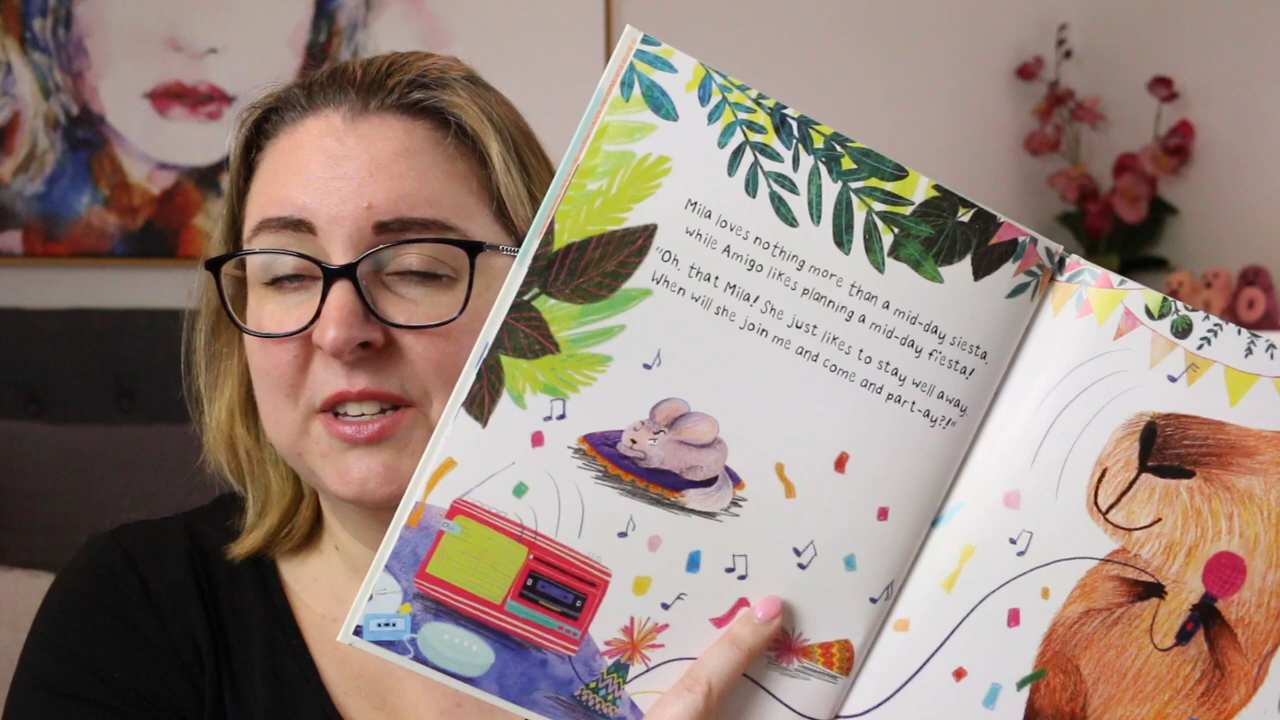 Mila loves nothing more than a mid-day siesta,
while Amigo likes planning a mid-day fiesta!
"Oh, that Mila! She just likes to stay well away.
When will she join me and come and part-ay?!"